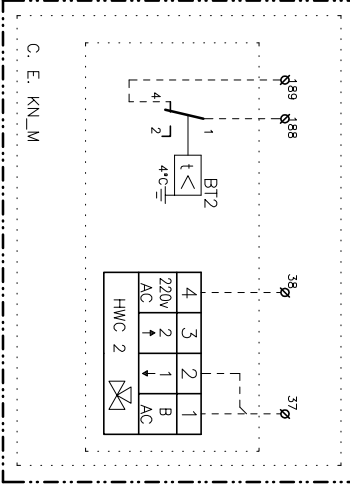 189
188
38
37
4
1
2
BT2
t <
4°C
4 3 2 1
220v AC
2
1
B AC
HWC 2
C. E. KN_M